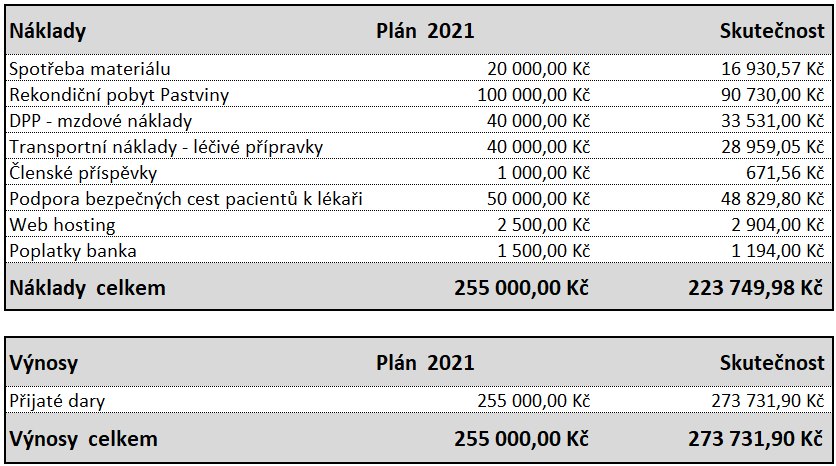 Náklady Plán 2021 Skutečnost
Spotřeba materiálu 20 000,00 Kč 16 930,57 Kč
Rekondiční pobyt Pastviny 100 000,00 Kč 90 730,00 Kč
DPP - mzdové náklady 40 000,00 Kč 33 531,00 Kč
Transportní náklady - léčivé přípravky 40 000,00 Kč 28 959,05 Kč
Členské příspěvky 1 000,00 Kč 671,56 Kč
Podpora bezpečných cest pacientů k lékaři 50 000,00 Kč 48 829,80 Kč
Web hosting 2 500,00 Kč 2 904,00 Kč
Poplatky banka 1 500,00 Kč 1 194,00 Kč
Náklady celkem 255 000,00 Kč 223 749,98 Kč
Výnosy Plán 2021 Skutečnost
Přijaté dary 255 000,00 Kč 273 731,90 Kč
Výnosy celkem 255 000,00 Kč 273 731,90 Kč